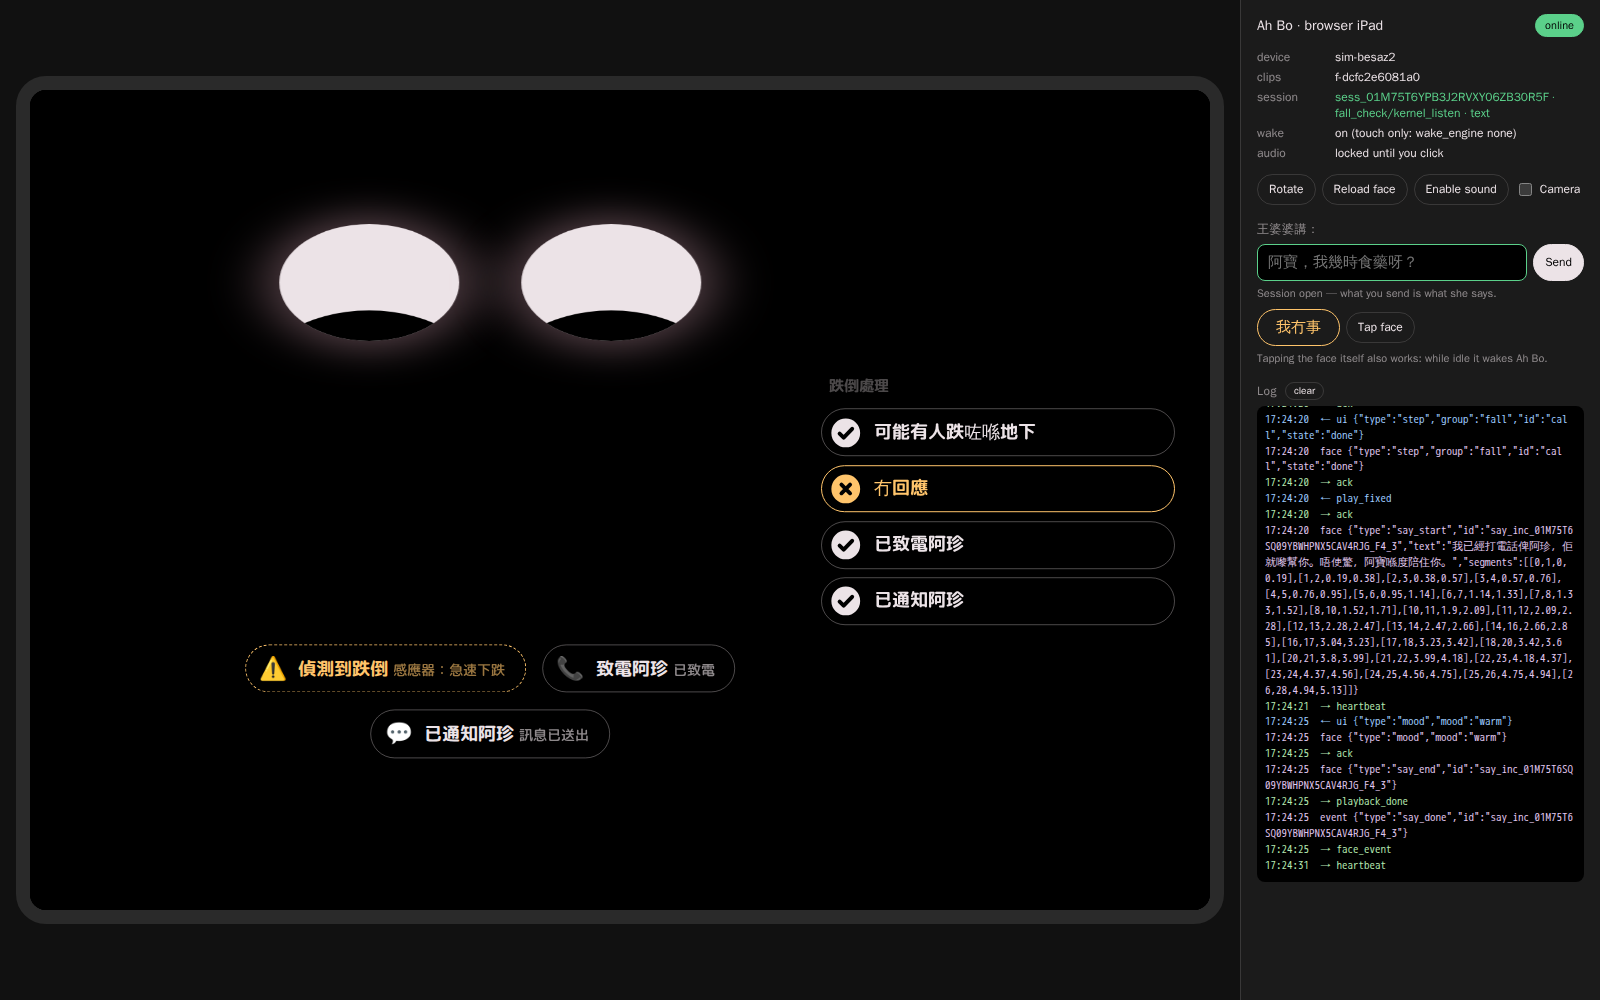 跌倒處理
可能有人跌咗喺地下
冇回應
已致電阿珍
已通知阿珍
偵測到跌倒 感應器：急速下跌
致電阿珍 已致電
已通知阿珍 訊息已送出
Ah Bo · browser iPad
online
device sim-besaz2
clips f-dcfc2e6081a0
session sess_01M75T6YPB3J2RVXY06ZB30R5F ·
fall_check/kernel_listen · text
wake on (touch only: wake_engine none)
audio locked until you click
Rotate
Reload face
Enable sound
Camera
王婆婆講：
阿寶，我幾時食藥呀？
Send
Session open — what you send is what she says.
我冇事
Tap face
Tapping the face itself also works: while idle it wakes Ah Bo.
Log
clear
17:24:20 ← ui {"type":"step","group":"fall","id":"cal
l","state":"done"}
17:24:20 face {"type":"step","group":"fall","id":"cal
l","state":"done"}
17:24:20 → ack
17:24:20 ← play_fixed
17:24:20 → ack
17:24:20 face {"type":"say_start","id":"say_inc_01M75T6
SQ09YBWHPNX5CAV4RJG_F4_3","text":"我已經打電話俾阿珍，佢
就嚟幫你。唔使驚，阿寶喺度陪住你。","segments":[[0,1,0,
0.19],[1,2,0.19,0.38],[2,3,0.38,0.57],[3,4,0.57,0.76],
[4,5,0.76,0.95],[5,6,0.95,1.14],[6,7,1.14,1.33],[7,8,1.3
3,1.52],[8,10,1.52,1.71],[10,11,1.9,2.09],[11,12,2.09,2.
28],[12,13,2.28,2.47],[13,14,2.47,2.66],[14,16,2.66,2.8
5],[16,17,3.04,3.23],[17,18,3.23,3.42],[18,20,3.42,3.6
1],[20,21,3.8,3.99],[21,22,3.99,4.18],[22,23,4.18,4.37],
[23,24,4.37,4.56],[24,25,4.56,4.75],[25,26,4.75,4.94],[2
6,28,4.94,5.13]]}
17:24:21 → heartbeat
17:24:25 ← ui {"type":"mood","mood":"warm"}
17:24:25 face {"type":"mood","mood":"warm"}
17:24:25 → ack
17:24:25 face {"type":"say_end","id":"say_inc_01M75T6SQ
09YBWHPNX5CAV4RJG_F4_3"}
17:24:25 → playback_done
17:24:25 event {"type":"say_done","id":"say_inc_01M75T6
SQ09YBWHPNX5CAV4RJG_F4_3"}
17:24:25 → face_event
17:24:31 → heartbeat